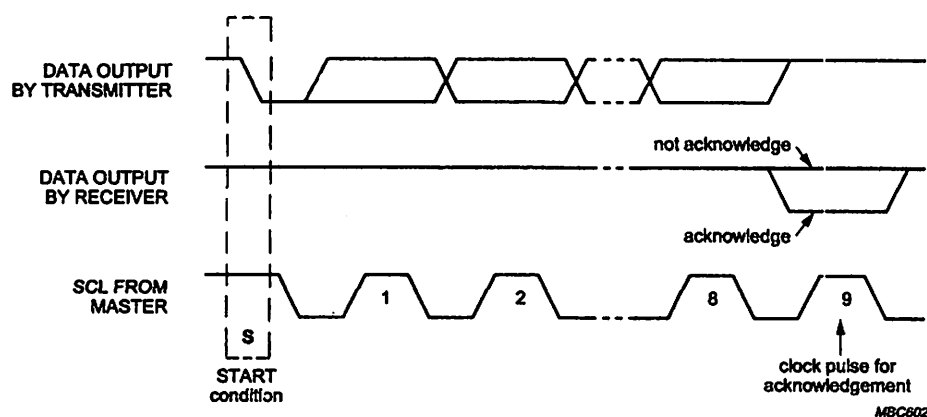 DATA OUTPUT
BY TRANSMITTER
not acknowledge
DATA OUTPUT
BY RECEIVER
acknowledge
SCL FROM
MASTER
1
2
8
9
S
START
condition
clock pulse for
acknowledgement
MBC602